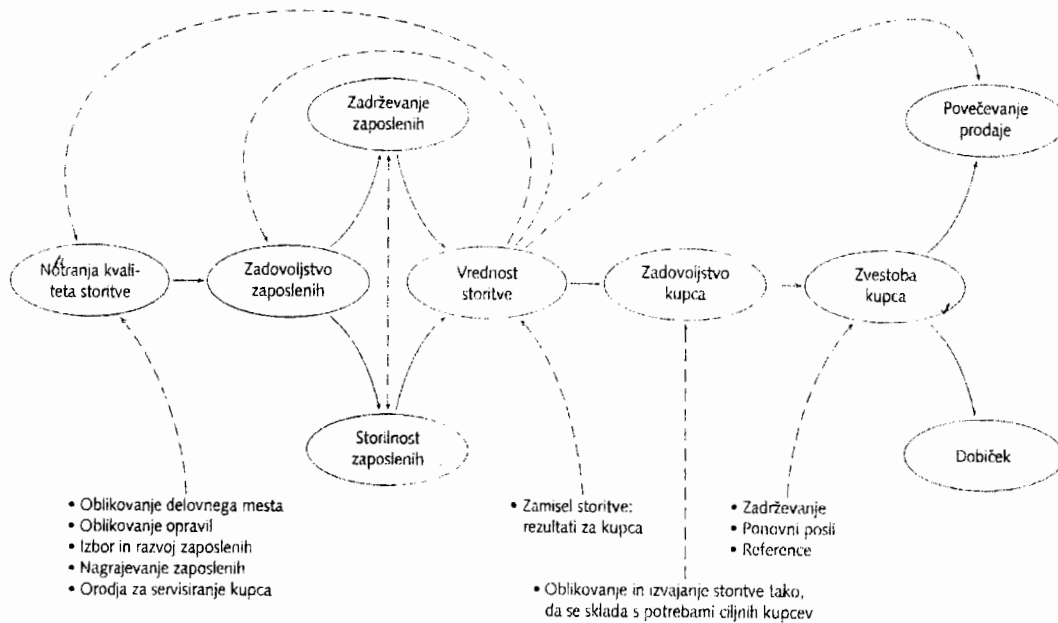 Zadrževanje
zaposlenih
Povečevanje
prodaje
Notranja kvali-
teta storitve
Zadovoljstvo
zaposlenih
Vrednost
storitve
Zadovoljstvo
kupca
Zvestoba
kupca
Storilnost
zaposlenih
Dobiček
• Oblikovanje delovnega mesta
• Oblikovanje opravil
• Izbor in razvoj zaposlenih
• Nagrajevanje zaposlenih
• Orodja za servisiranje kupca
• Zamisel storitve:
rezultati za kupca
• Zadrževanje
• Ponovni posli
• Reference
• Oblikovanje in izvajanje storitve tako,
da se sklada s potrebami ciljnih kupcev